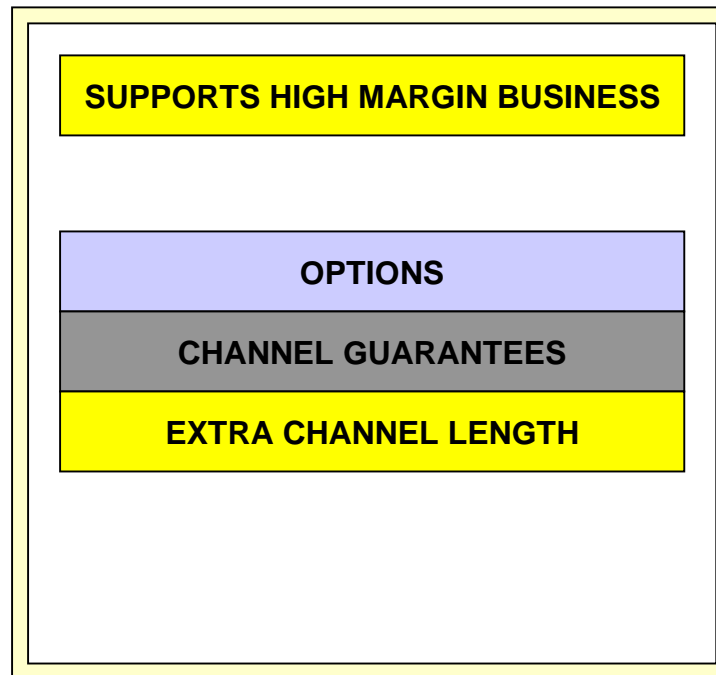 SUPPORTS HIGH MARGIN BUSINESS
OPTIONS
CHANNEL GUARANTEES
EXTRA CHANNEL LENGTH